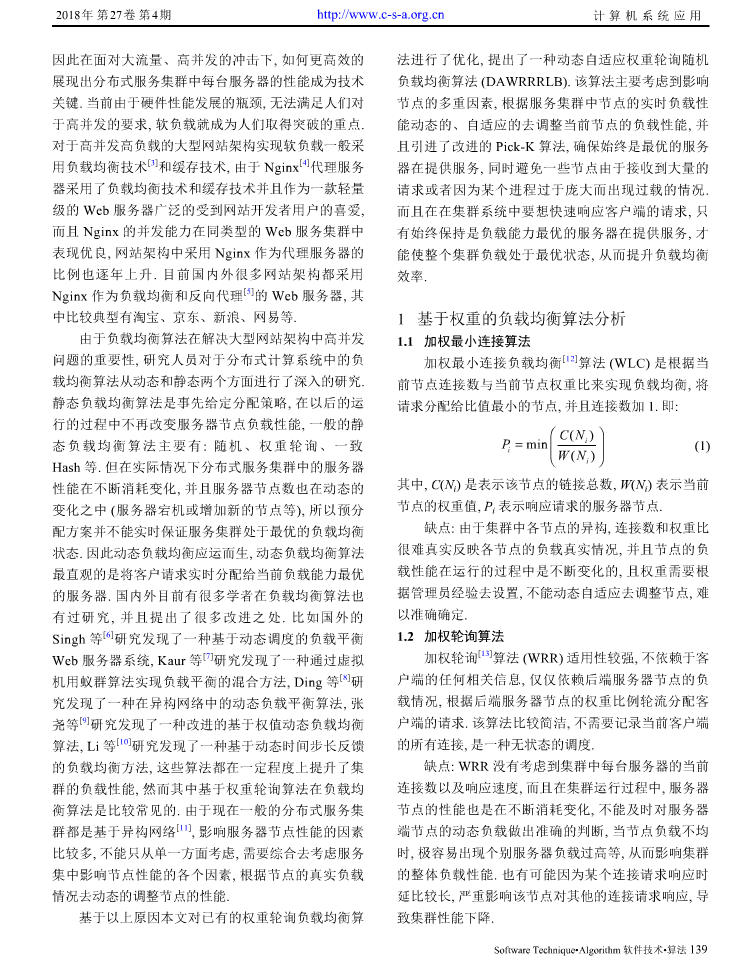 2018年 第27卷 第4期
http://www.c-s-a.org.cn
计算机系统应用
因此在面对大流量、高并发的冲击下, 如何更高效的
展现出分布式服务集群中每台服务器的性能成为技术
关键. 当前由于硬件性能发展的瓶颈, 无法满足人们对
于高并发的要求, 软负载就成为人们取得突破的重点.
对于高并发高负载的大型网站架构实现软负载一般采
用负载均衡技术[3]和缓存技术, 由于 Nginx[4]代理服务
器采用了负载均衡技术和缓存技术并且作为一款轻量
级的 Web 服务器广泛的受到网站开发者用户的喜爱,
而且 Nginx 的并发能力在同类型的 Web 服务集群中
表现优良, 网站架构中采用 Nginx 作为代理服务器的
比例也逐年上升. 目前国内外很多网站架构都采用
Nginx 作为负载均衡和反向代理[5]的 Web 服务器, 其
中比较典型有淘宝、京东、新浪、网易等.
由于负载均衡算法在解决大型网站架构中高并发
问题的重要性, 研究人员对于分布式计算系统中的负
载均衡算法从动态和静态两个方面进行了深入的研究.
静态负载均衡算法是事先给定分配策略, 在以后的运
行的过程中不再改变服务器节点负载性能, 一般的静
态负载均衡算法主要有: 随机、权重轮询、一致
Hash 等. 但在实际情况下分布式服务集群中的服务器
性能在不断消耗变化, 并且服务器节点数也在动态的
变化之中 (服务器宕机或增加新的节点等), 所以预分
配方案并不能实时保证服务集群处于最优的负载均衡
状态. 因此动态负载均衡应运而生, 动态负载均衡算法
最直观的是将客户请求实时分配给当前负载能力最优
的服务器. 国内外目前有很多学者在负载均衡算法也
有过研究, 并且提出了很多改进之处. 比如国外的
Singh 等[6]研究发现了一种基于动态调度的负载平衡
Web 服务器系统, Kaur 等[7]研究发现了一种通过虚拟
机用蚁群算法实现负载平衡的混合方法, Ding 等[8]研
究发现了一种在异构网络中的动态负载平衡算法, 张
尧等[9]研究发现了一种改进的基于权值动态负载均衡
算法, Li 等[10]研究发现了一种基于动态时间步长反馈
的负载均衡方法, 这些算法都在一定程度上提升了集
群的负载性能, 然而其中基于权重轮询算法在负载均
衡算法是比较常见的. 由于现在一般的分布式服务集
群都是基于异构网络[11], 影响服务器节点性能的因素
比较多, 不能只从单一方面考虑, 需要综合去考虑服务
集中影响节点性能的各个因素, 根据节点的真实负载
情况去动态的调整节点的性能.
基于以上原因本文对已有的权重轮询负载均衡算
法进行了优化, 提出了一种动态自适应权重轮询随机
负载均衡算法 (DAWRRRLB). 该算法主要考虑到影响
节点的多重因素, 根据服务集群中节点的实时负载性
能动态的、自适应的去调整当前节点的负载性能, 并
且引进了改进的 Pick-K 算法, 确保始终是最优的服务
器在提供服务, 同时避免一些节点由于接收到大量的
请求或者因为某个进程过于庞大而出现过载的情况.
而且在在集群系统中要想快速响应客户端的请求, 只
有始终保持是负载能力最优的服务器在提供服务, 才
能使整个集群负载处于最优状态, 从而提升负载均衡
效率.
1 基于权重的负载均衡算法分析
1.1 加权最小连接算法
加权最小连接负载均衡[12]算法 (WLC) 是根据当
前节点连接数与当前节点权重比来实现负载均衡, 将
请求分配给比值最小的节点, 并且连接数加 1. 即:
Pi = min(C(Ni)/W(Ni)) (1)
其中, C(Ni) 是表示该节点的链接总数, W(Ni) 表示当前
节点的权重值, Pi 表示响应请求的服务器节点.
缺点: 由于集群中各节点的异构, 连接数和权重比
很难真实反映各节点的负载真实情况, 并且节点的负
载性能在运行的过程中是不断变化的, 且权重需要根
据管理员经验去设置, 不能动态自适应去调整节点, 难
以准确确定.
1.2 加权轮询算法
加权轮询[13]算法 (WRR) 适用性较强, 不依赖于客
户端的任何相关信息, 仅仅依赖后端服务器节点的负
载情况, 根据后端服务器节点的权重比例轮流分配客
户端的请求. 该算法比较简洁, 不需要记录当前客户端
的所有连接, 是一种无状态的调度.
缺点: WRR 没有考虑到集群中每台服务器的当前
连接数以及响应速度, 而且在集群运行过程中, 服务器
节点的性能也是在不断消耗变化, 不能及时对服务器
端节点的动态负载做出准确的判断, 当节点负载不均
时, 极容易出现个别服务器负载过高等, 从而影响集群
的整体负载性能. 也有可能因为某个连接请求响应时
延比较长, 严重影响该节点对其他的连接请求响应, 导
致集群性能下降.
Software Technique•Algorithm 软件技术•算法 139